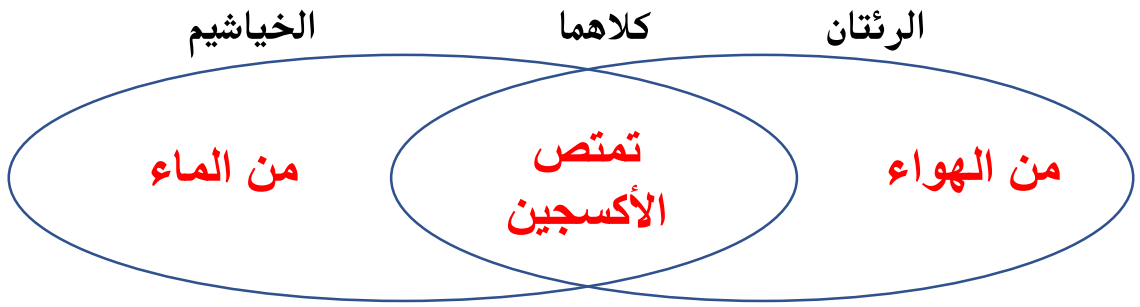 الرئتان
كلاهما
الخياشيم
من الهواء
تمتص
الأكسجين
من الماء